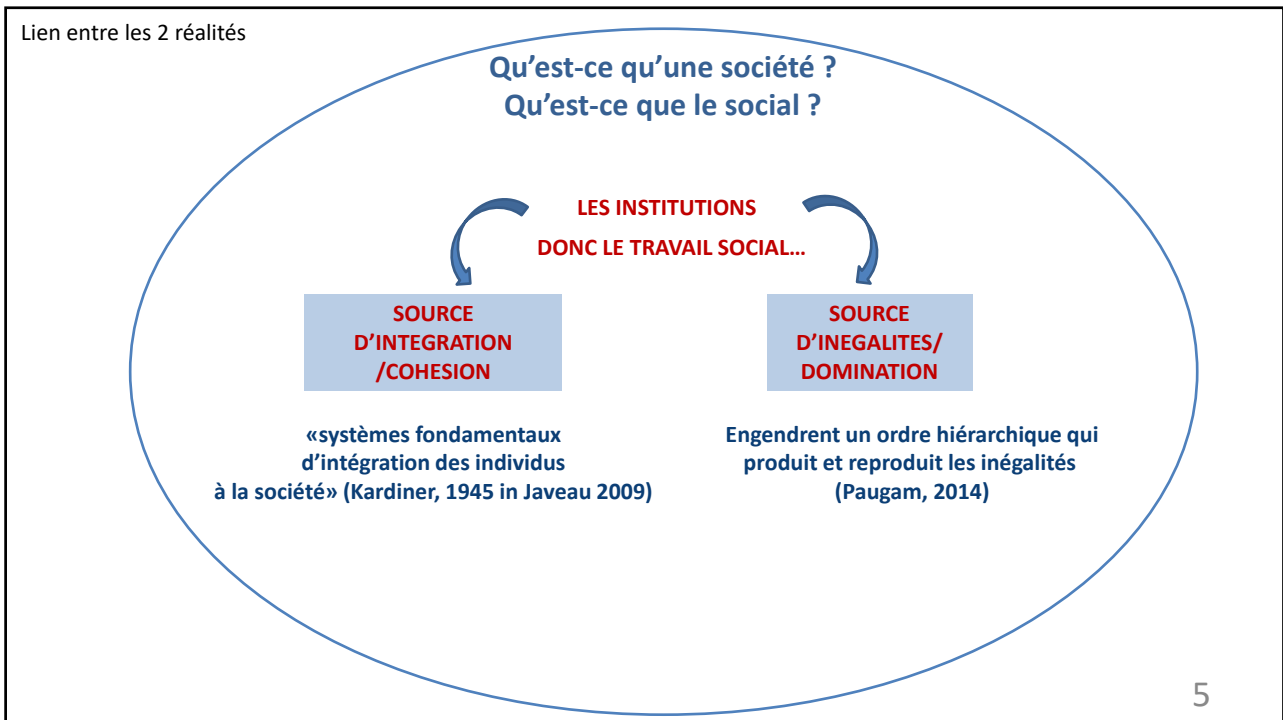 Lien entre les 2 réalités
Qu’est-ce qu’une société ?
Qu’est-ce que le social ?
LES INSTITUTIONS
DONC LE TRAVAIL SOCIAL…
SOURCE
D’INTEGRATION
/COHESION
«systèmes fondamentaux
d’intégration des individus
à la société» (Kardiner, 1945 in Javeau 2009)
SOURCE
D’INEGALITES/
DOMINATION
Engendrent un ordre hiérarchique qui
produit et reproduit les inégalités
(Paugam, 2014)
5